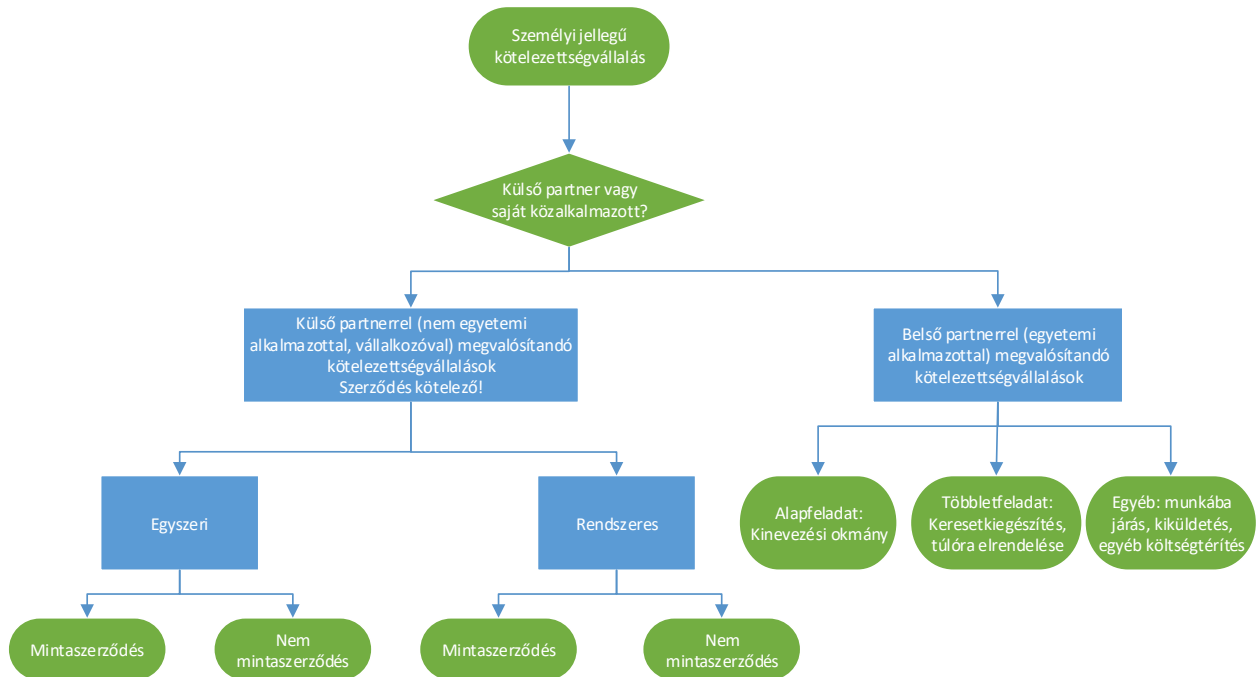 Személyi jellegű
kötelezettségvállalás
Külső partner vagy
saját közalkalmazott?
Külső partnerrel (nem egyetemi
alkalmazottal, vállalkozóval) megvalósítandó
kötelezettségvállalások
Szerződés kötelező!
Belső partnerrel (egyetemi
alkalmazottal) megvalósítandó
kötelezettségvállalások
Egyszeri
Rendszeres
Alapfeladat:
Kinevezési okmány
Többletfeladat:
Keresetkiegészítés,
túlóra elrendelése
Egyéb: munkába
járás, kiküldetés,
egyéb költségtérítés
Mintaszerződés
Nem
mintaszerződés
Mintaszerződés
Nem
mintaszerződés